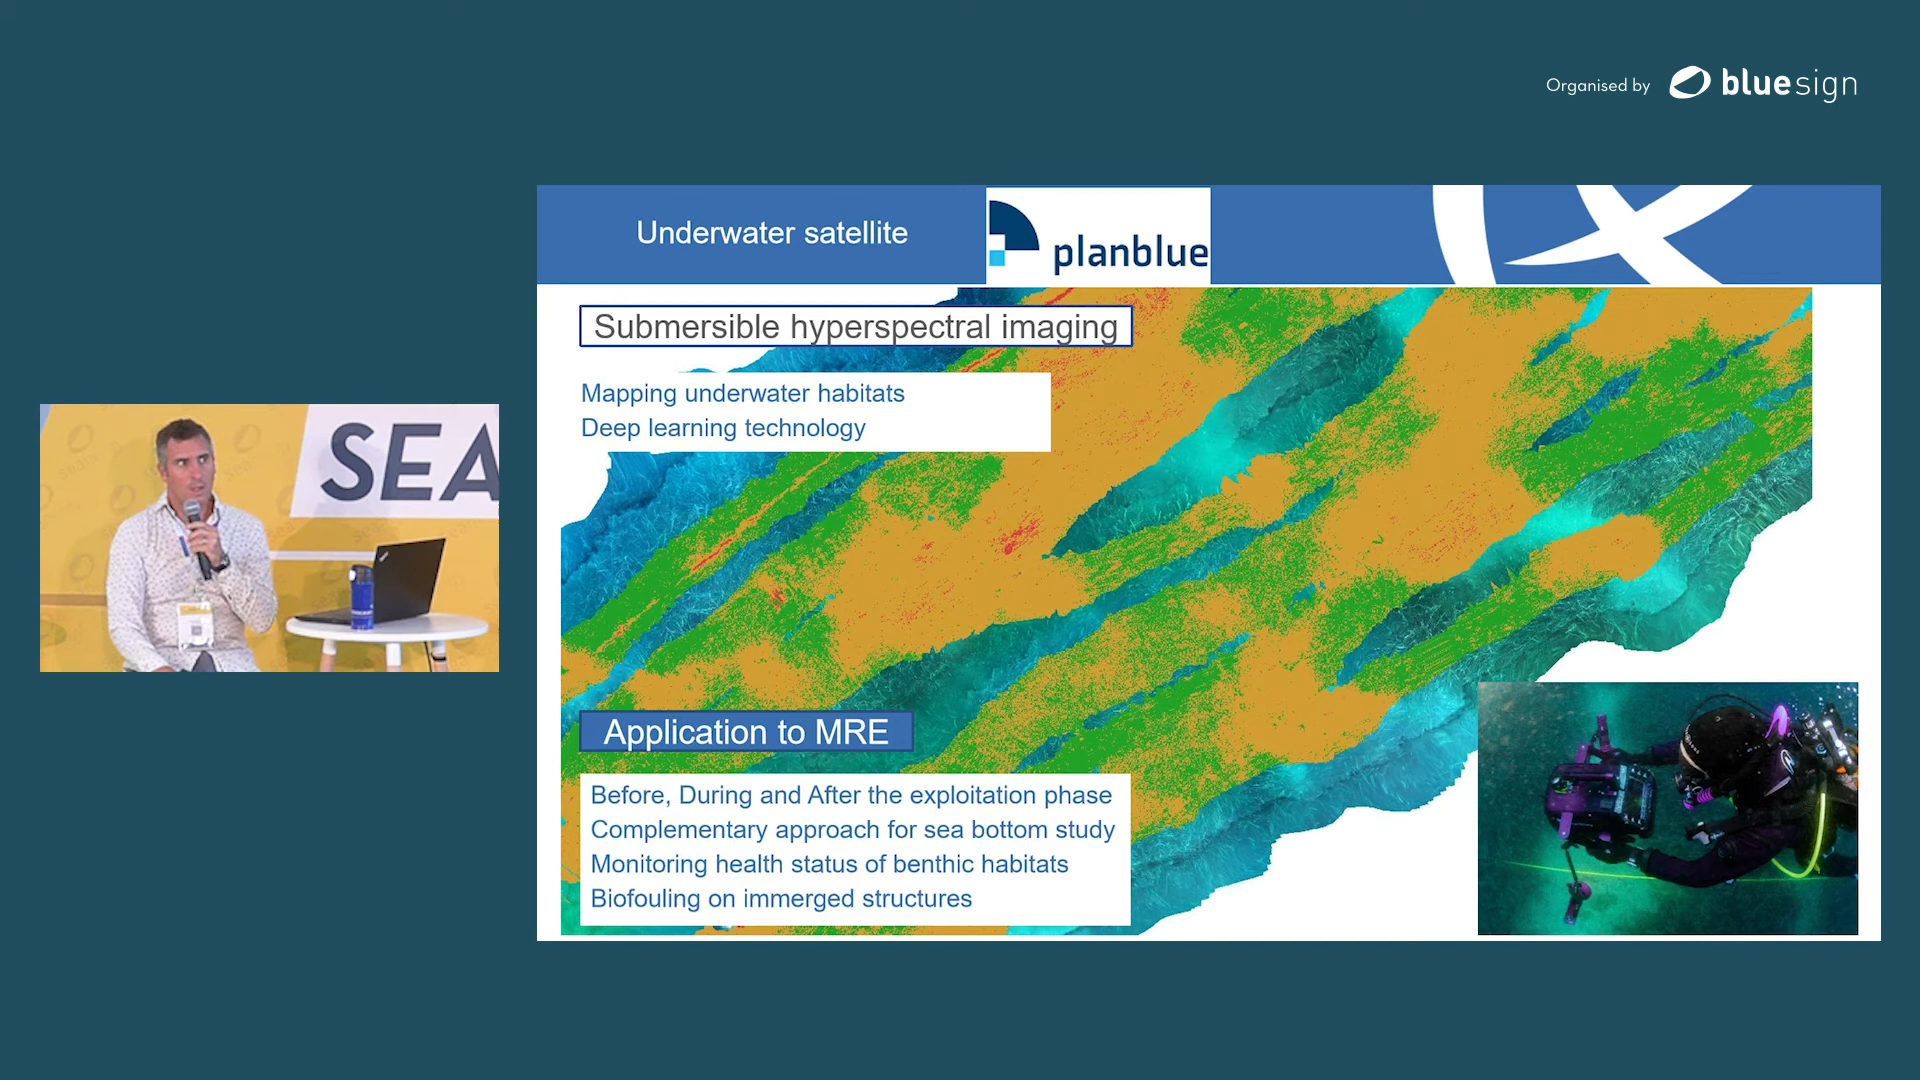 Organised by bluesign
Underwater satellite
planblue
Submersible hyperspectral imaging
Mapping underwater habitats
Deep learning technology
SEA
Application to MRE
Before, During and After the exploitation phase
Complementary approach for sea bottom study
Monitoring health status of benthic habitats
Biofouling on immerged structures